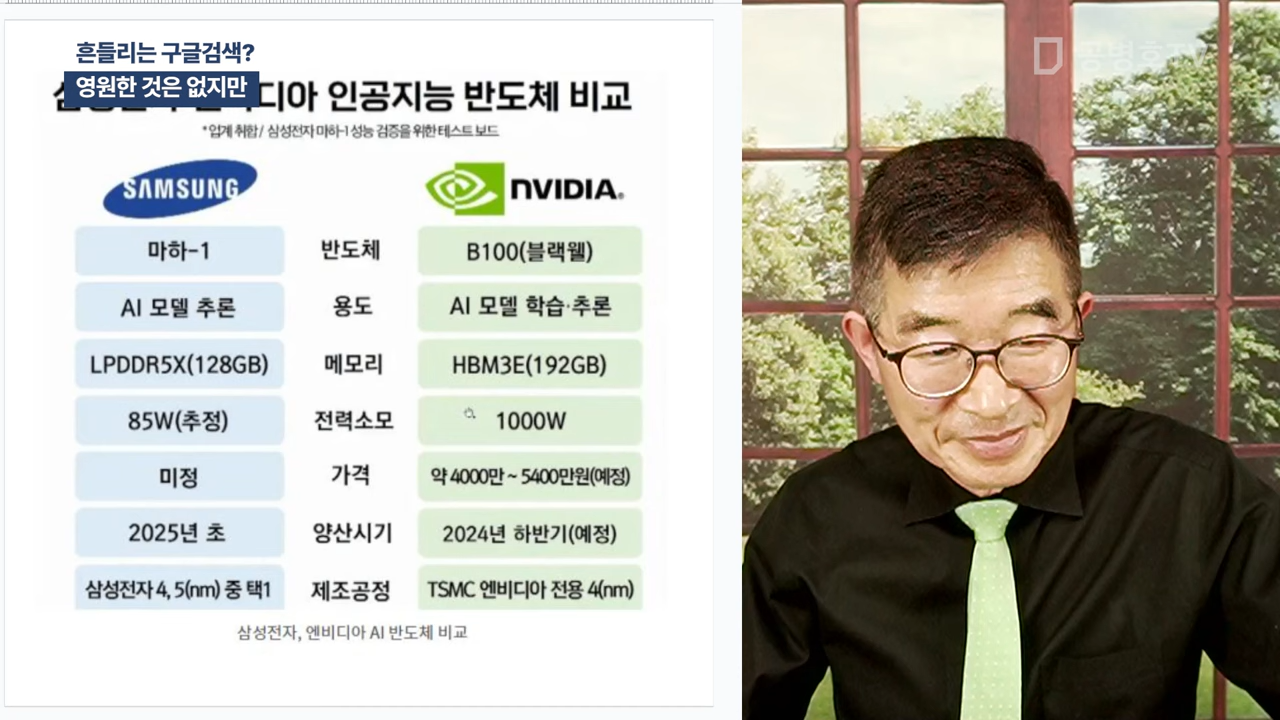 흔들리는 구글검색?
영원한 것은 없지만
인공지능 반도체 비교
* 업계 취합 / 삼성전자 마하-1 성능 검증을 위한 테스트 보드
SAMSUNG
NVIDIA.
마하-1 반도체 B100(블랙웰)
AI 모델 추론 용도 AI 모델 학습·추론
LPDDR5X(128GB) 메모리 HBM3E(192GB)
85W(추정) 전력소모 1000W
미정 가격 약 4000만 ~ 5400만원(예정)
2025년 초 양산시기 2024년 하반기(예정)
삼성전자 4, 5(nm) 중 택1 제조공정 TSMC 엔비디아 전용 4(nm)
삼성전자, 엔비디아 AI 반도체 비교